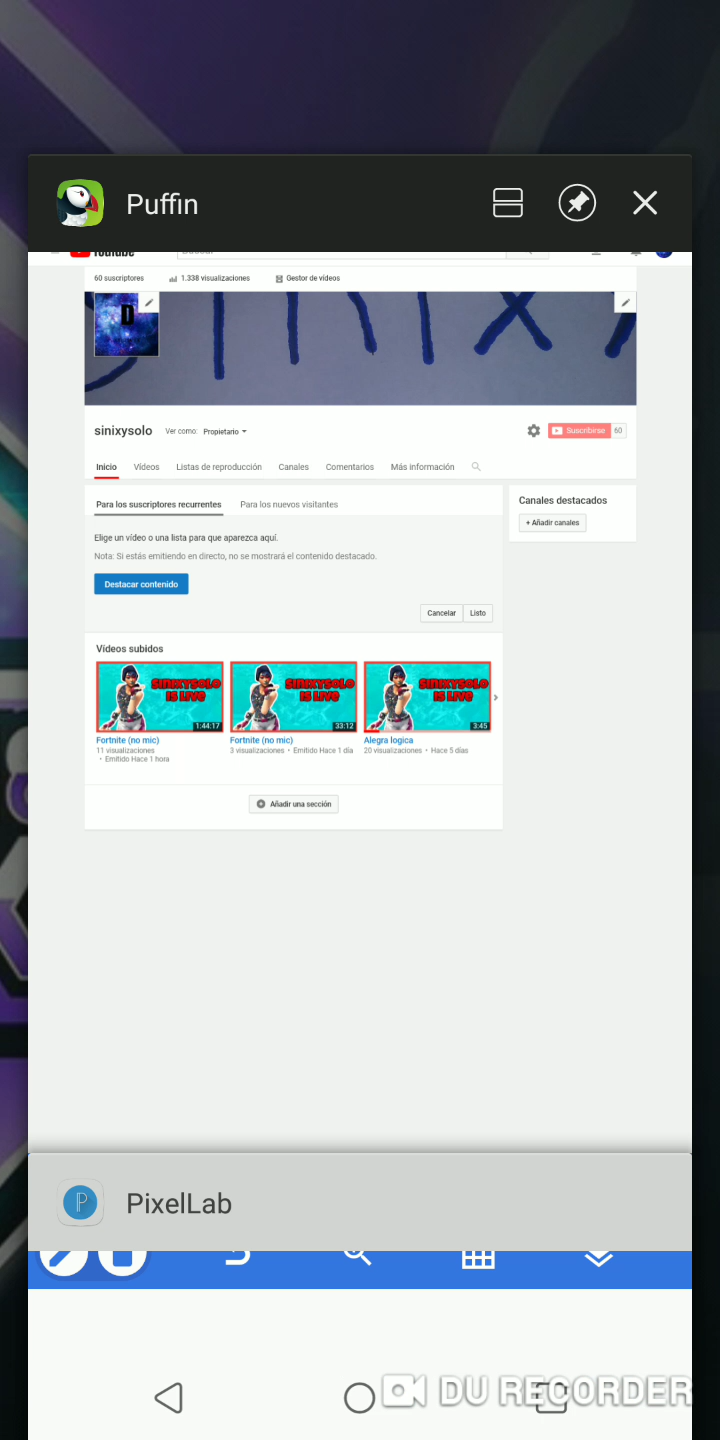 Puffin
YouTube
Buscar
60 suscriptores
1.338 visualizaciones
Gestor de vídeos
sinixysolo
Ver como: Propietario
Suscribirse 60
Inicio
Vídeos
Listas de reproducción
Canales
Comentarios
Más información
Para los suscriptores recurrentes
Para los nuevos visitantes
Elige un vídeo o una lista para que aparezca aquí.
Nota: Si estás emitiendo en directo, no se mostrará el contenido destacado.
Destacar contenido
Cancelar
Listo
Canales destacados
+ Añadir canales
Vídeos subidos
SINIXYSOLO
IS LIVE
1:44:17
Fortnite (no mic)
11 visualizaciones
• Emitido Hace 1 hora
SINIXYSOLO
IS LIVE
33:12
Fortnite (no mic)
3 visualizaciones • Emitido Hace 1 día
SINIXYSOLO
IS LIVE
3:45
Alegra logica
20 visualizaciones • Hace 5 días
Añadir una sección
PixelLab
DU RECORDER